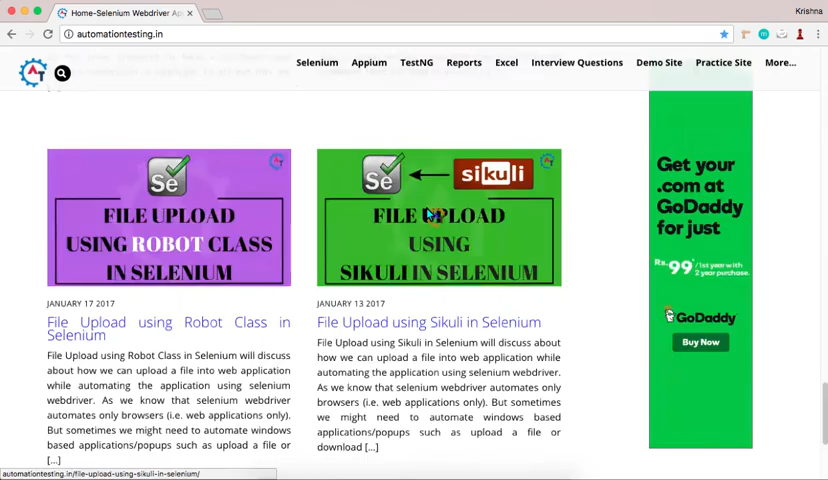 Home-Selenium Webdriver Ap
Krishna
automationtesting.in
Selenium Appium TestNG Reports Excel Interview Questions Demo Site Practice Site More...
Se
FILE UPLOAD
USING ROBOT CLASS
IN SELENIUM
JANUARY 17 2017
File Upload using Robot Class in
Selenium
File Upload using Robot Class in Selenium will discuss
about how we can upload a file into web application
while automating the application using selenium
webdriver. As we know that selenium webdriver
automates only browsers (i.e. web applications only).
But sometimes we might need to automate windows
based applications/popups such as upload a file or
[…]
Se sikuli
FILE UPLOAD
USING
SIKULI IN SELENIUM
JANUARY 13 2017
File Upload using Sikuli in Selenium
File Upload using Sikuli in Selenium will discuss about
how we can upload a file into web application while
automating the application using selenium webdriver.
As we know that selenium webdriver automates only
browsers (i.e. web applications only). But sometimes
we might need to automate windows based
applications/popups such as upload a file or
download […]
Get your
.com at
GoDaddy
for just
Rs.99* /1st year with
2 year purchase.
GoDaddy
Buy Now
automationtesting.in/file-upload-using-sikuli-in-selenium/